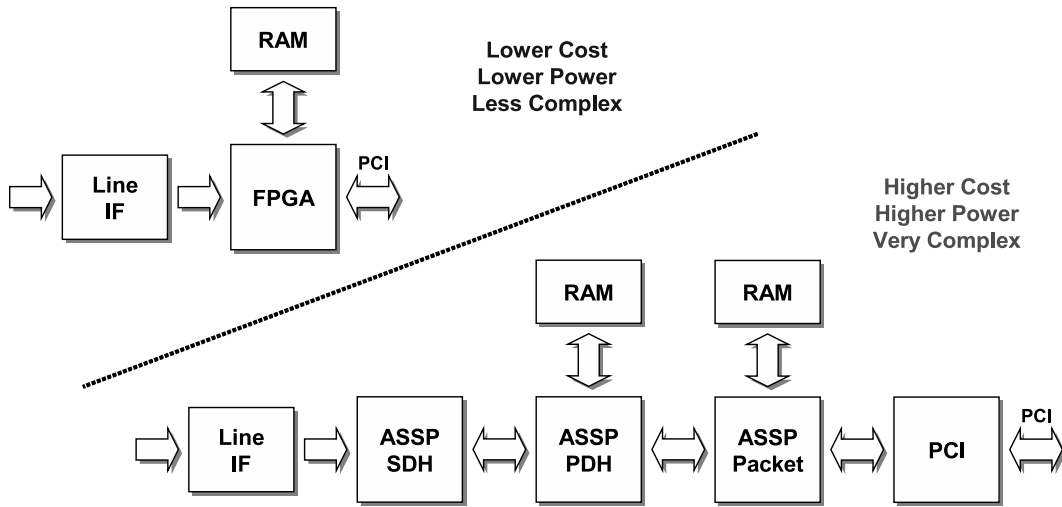 RAM
Lower Cost
Lower Power
Less Complex
Line
IF
FPGA
PCI
Higher Cost
Higher Power
Very Complex
RAM
RAM
Line
IF
ASSP
SDH
ASSP
PDH
ASSP
Packet
PCI
PCI